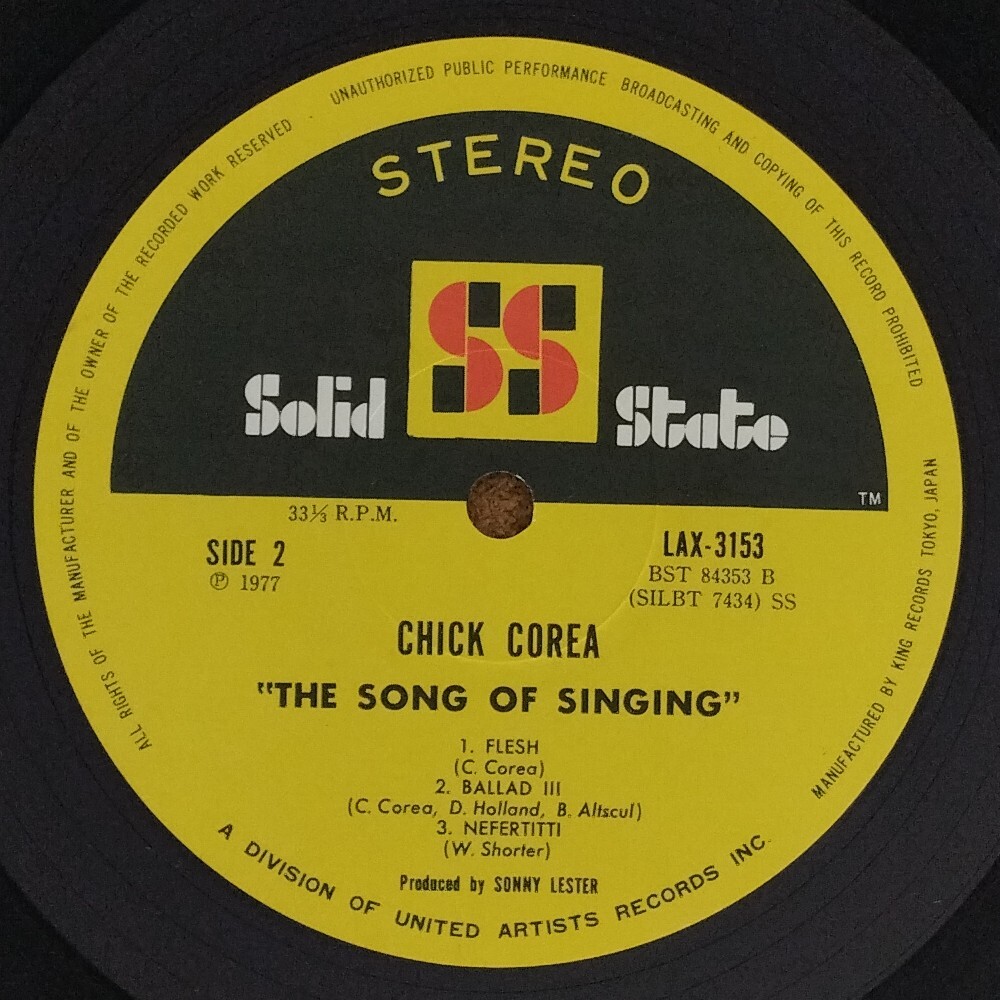 ALL RIGHTS OF THE MANUFACTURER AND OF THE OWNER OF THE RECORDED WORK RESERVED UNAUTHORIZED PUBLIC PERFORMANCE BROADCASTING AND COPYING OF THIS RECORD PROHIBITED
STEREO
SS
Solid State
TM
33⅓ R.P.M.
SIDE 2
Ⓟ 1977
LAX-3153
BST 84353 B
(SILBT 7434) SS
CHICK COREA
"THE SONG OF SINGING"
1. FLESH
(C. Corea)
2. BALLAD III
(C. Corea, D. Holland, B. Altscul)
3. NEFERTITTI
(W. Shorter)
Produced by SONNY LESTER
A DIVISION OF UNITED ARTISTS RECORDS INC.
MANUFACTURED BY KING RECORDS TOKYO, JAPAN